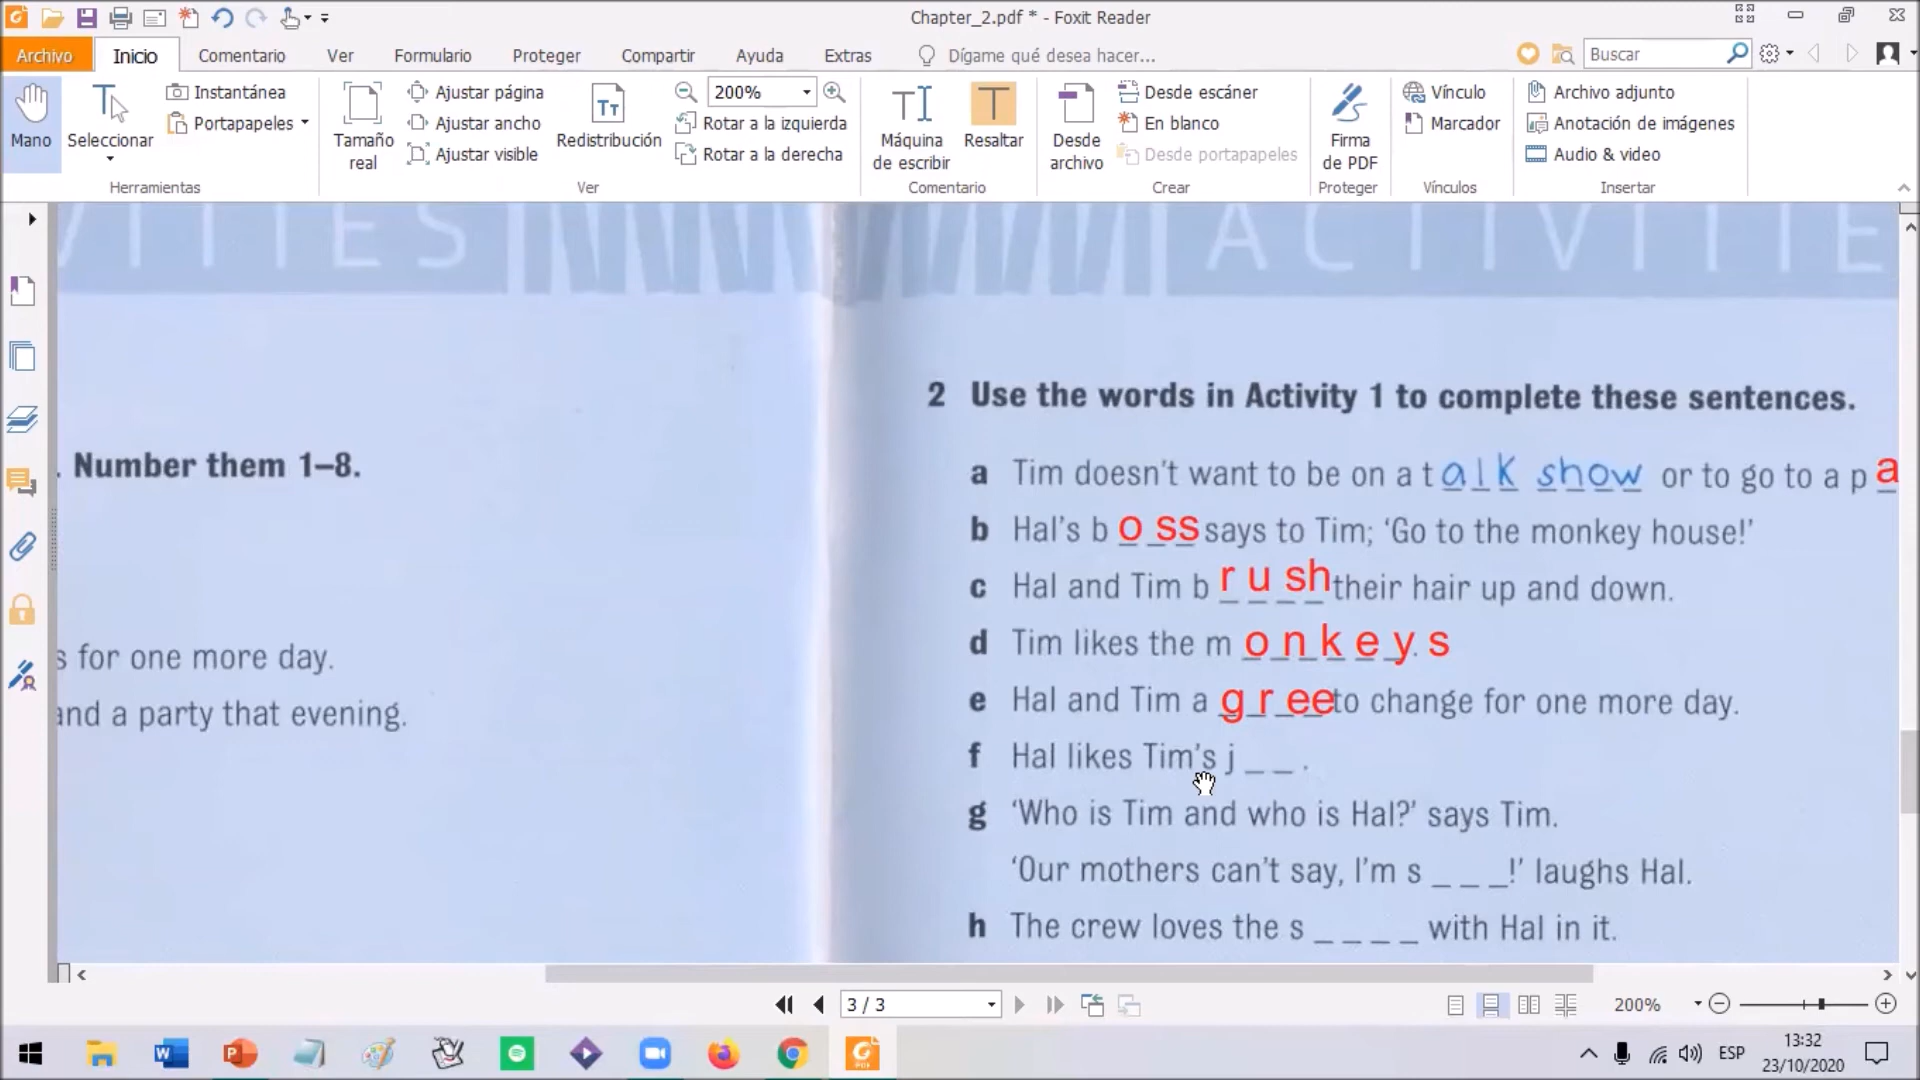 Chapter_2.pdf * - Foxit Reader
Archivo Inicio Comentario Ver Formulario Proteger Compartir Ayuda Extras Dígame qué desea hacer... Buscar
Mano
Seleccionar
Instantánea
Portapapeles
Herramientas
Tamaño real
Ajustar página
Ajustar ancho
Ajustar visible
Redistribución
200%
Rotar a la izquierda
Rotar a la derecha
Ver
Máquina de escribir
Resaltar
Comentario
Desde archivo
Desde escáner
En blanco
Desde portapapeles
Crear
Firma de PDF
Proteger
Vínculo
Marcador
Vínculos
Archivo adjunto
Anotación de imágenes
Audio & video
Insertar
VITIES
ACTIVITIE
. Number them 1–8.
s for one more day.
and a party that evening.
2 Use the words in Activity 1 to complete these sentences.
a Tim doesn't want to be on a t alk show or to go to a p a
b Hal's b o ss says to Tim; 'Go to the monkey house!'
c Hal and Tim b r u sh their hair up and down.
d Tim likes the m o n k e y s.
e Hal and Tim a g r ee to change for one more day.
f Hal likes Tim's j _ _ .
g 'Who is Tim and who is Hal?' says Tim.
'Our mothers can't say, I'm s _ _ _!' laughs Hal.
h The crew loves the s _ _ _ _ with Hal in it.
3 / 3
200%
ESP
13:32
23/10/2020